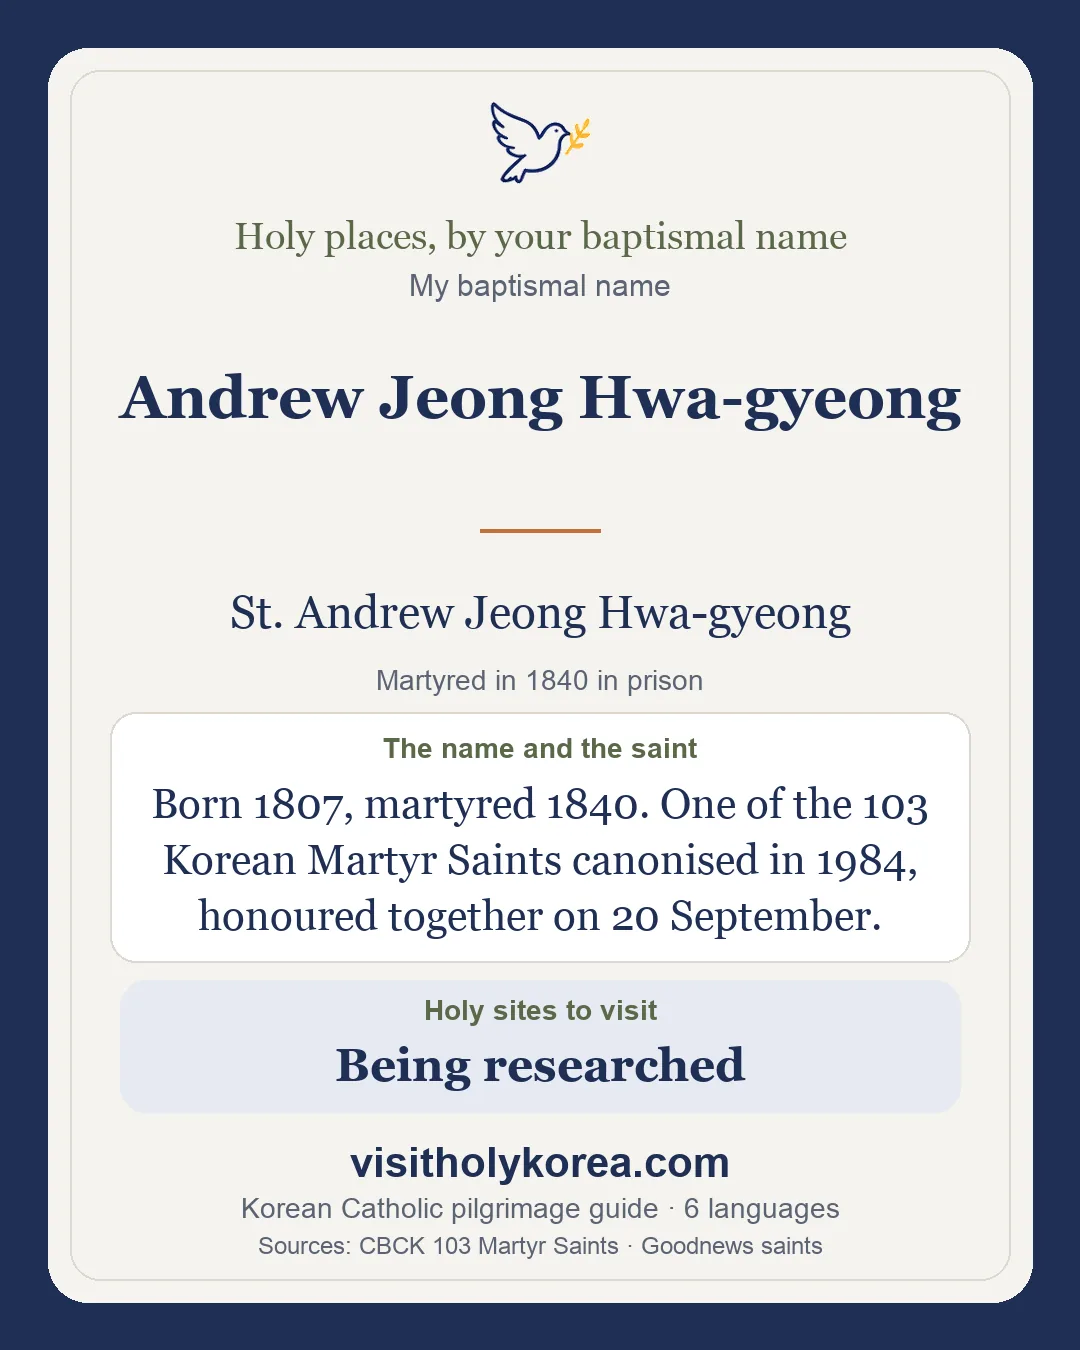 Holy places, by your baptismal name
My baptismal name
Andrew Jeong Hwa-gyeong
St. Andrew Jeong Hwa-gyeong
Martyred in 1840 in prison
The name and the saint
Born 1807, martyred 1840. One of the 103
Korean Martyr Saints canonised in 1984,
honoured together on 20 September.
Holy sites to visit
Being researched
visitholykorea.com
Korean Catholic pilgrimage guide · 6 languages
Sources: CBCK 103 Martyr Saints · Goodnews saints